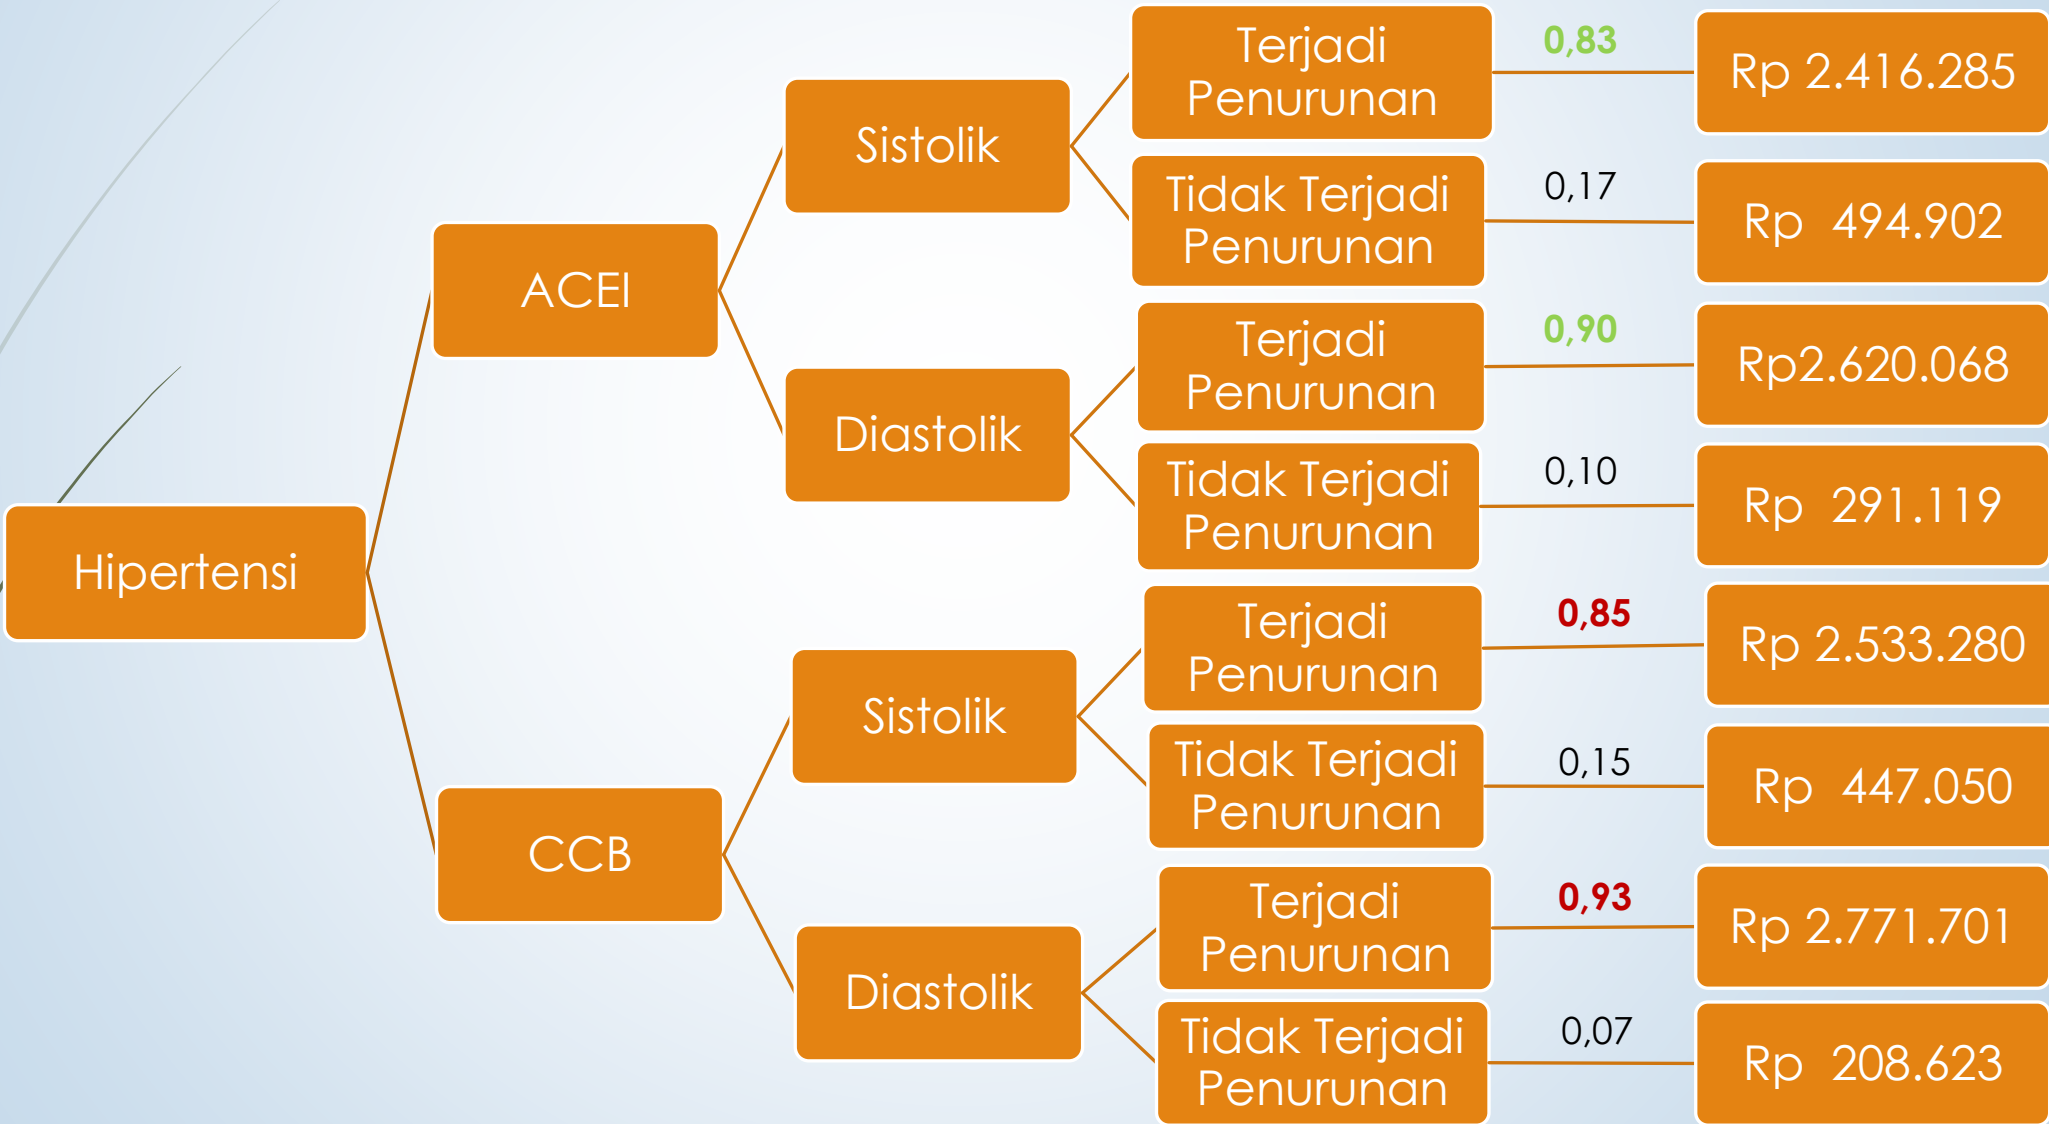 Hipertensi
ACEI
Sistolik
Terjadi
Penurunan
0,83
Rp 2.416.285
Tidak Terjadi
Penurunan
0,17
Rp 494.902
Diastolik
Terjadi
Penurunan
0,90
Rp2.620.068
Tidak Terjadi
Penurunan
0,10
Rp 291.119
CCB
Sistolik
Terjadi
Penurunan
0,85
Rp 2.533.280
Tidak Terjadi
Penurunan
0,15
Rp 447.050
Diastolik
Terjadi
Penurunan
0,93
Rp 2.771.701
Tidak Terjadi
Penurunan
0,07
Rp 208.623